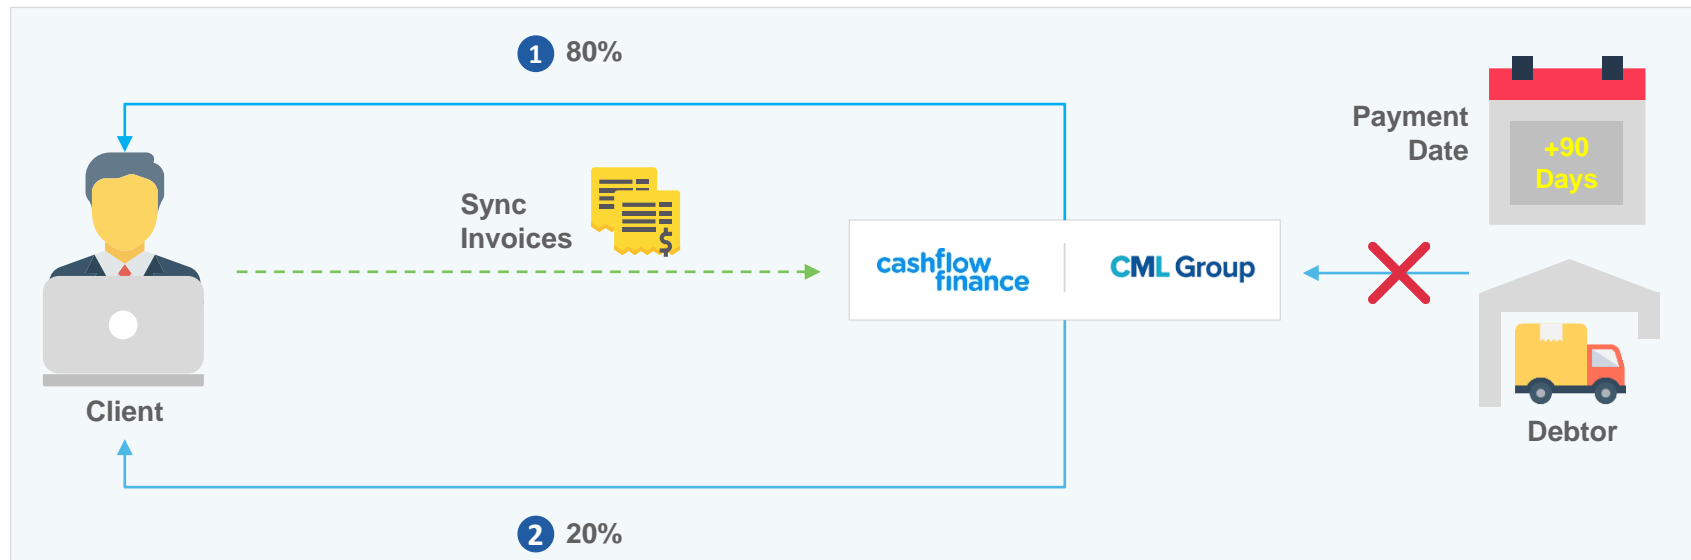 1 80%
Payment
Date
+90
Days
Sync
Invoices
$
cashflow
finance
CML Group
Client
Debtor
2 20%